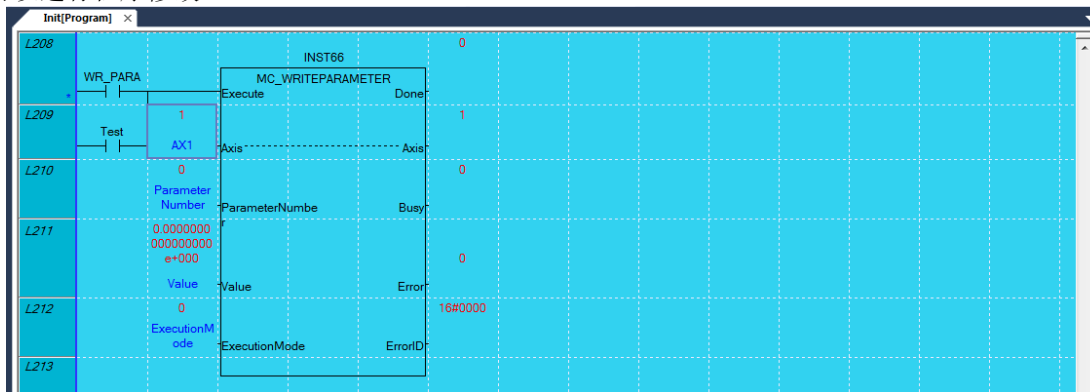 Init[Program] ×
L208
0
INST66
WR_PARA
MC_WRITEPARAMETER
Execute
Done
L209
1
1
Test
AX1
Axis
Axis
L210
0
0
Parameter
Number
ParameterNumbe
r
Busy
L211
0.0000000
000000000
e+000
0
Value
Value
Error
L212
0
16#0000
ExecutionM
ode
ExecutionMode
ErrorID
L213